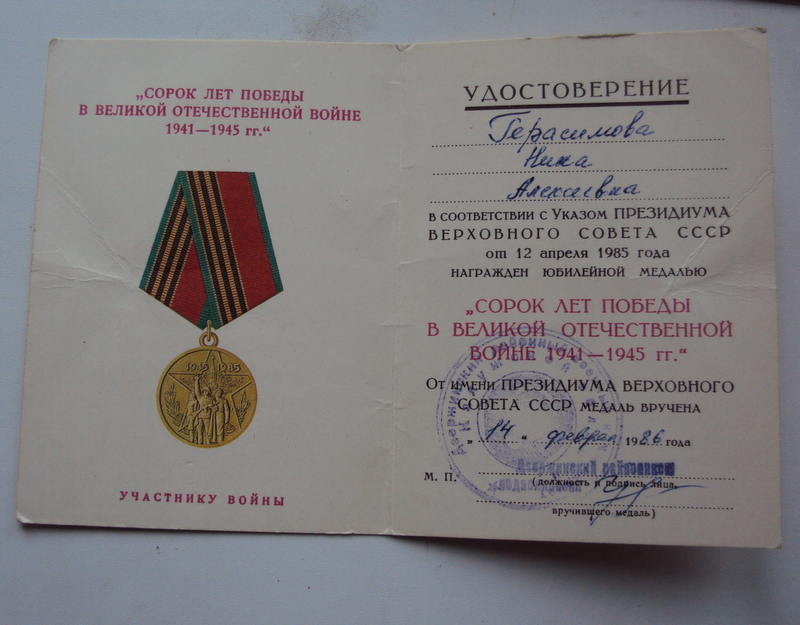 „СОРОК ЛЕТ ПОБЕДЫ
В ВЕЛИКОЙ ОТЕЧЕСТВЕННОЙ ВОЙНЕ
1941—1945 гг.“
1945 1985
УЧАСТНИКУ ВОЙНЫ
УДОСТОВЕРЕНИЕ
Герасимова
Нина
Алексеевна
В СООТВЕТСТВИИ С УКАЗОМ ПРЕЗИДИУМА
ВЕРХОВНОГО СОВЕТА СССР
от 12 апреля 1985 года
НАГРАЖДЕН ЮБИЛЕЙНОЙ МЕДАЛЬЮ
„СОРОК ЛЕТ ПОБЕДЫ
В ВЕЛИКОЙ ОТЕЧЕСТВЕННОЙ
ВОЙНЕ 1941—1945 гг.“
ОТ ИМЕНИ ПРЕЗИДИУМА ВЕРХОВНОГО
СОВЕТА СССР МЕДАЛЬ ВРУЧЕНА
„14“ февраля 1986 года
Дзержинский райвоенком
М. П.
(должность и подпись лица,
подполковник
вручившего медаль)